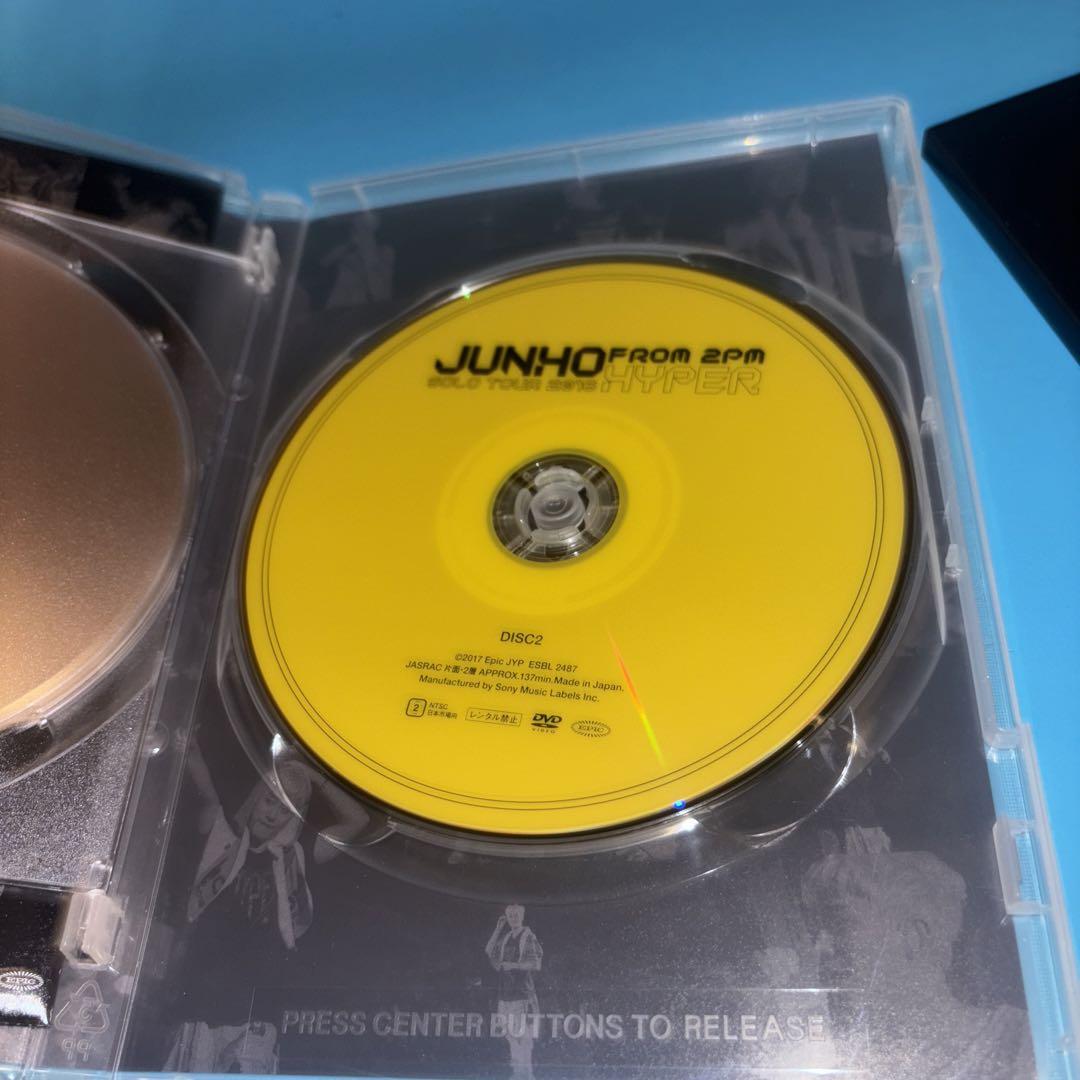 JUNHO FROM 2PM
SOLO TOUR 2016 HYPER
DISC2
©2017 Epic JYP ESBL 2487
JASRAC 片面・2層 APPROX.137min. Made in Japan.
Manufactured by Sony Music Labels Inc.
2 NTSC 日本市場向
レンタル禁止
DVD VIDEO
EPIC
EPIC
PRESS CENTER BUTTONS TO RELEASE